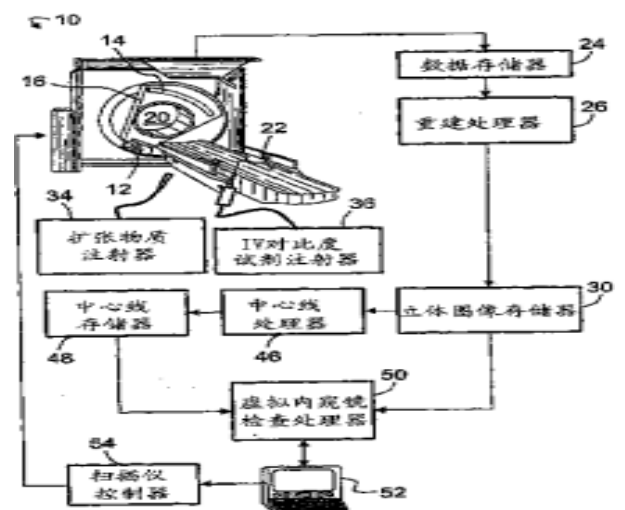 10
14
16
20
22
12
24
数据存储器
26
重建处理器
34
扩张物质
注射器
36
IV对比度
试剂注射器
48
中心线
存储器
46
中心线
处理器
30
立体图像存储器
50
虚拟内窥镜
检查处理器
54
扫描仪
控制器
52